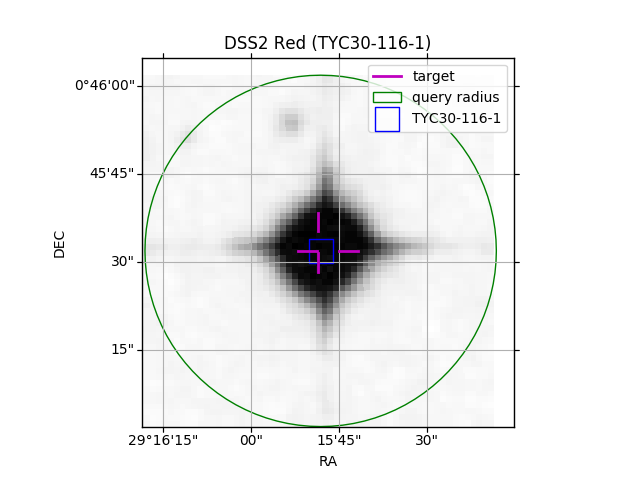 DSS2 Red (TYC30-116-1)
target
query radius
TYC30-116-1
0°46'00"
45'45"
30"
15"
DEC
29°16'15"
00"
15'45"
30"
RA